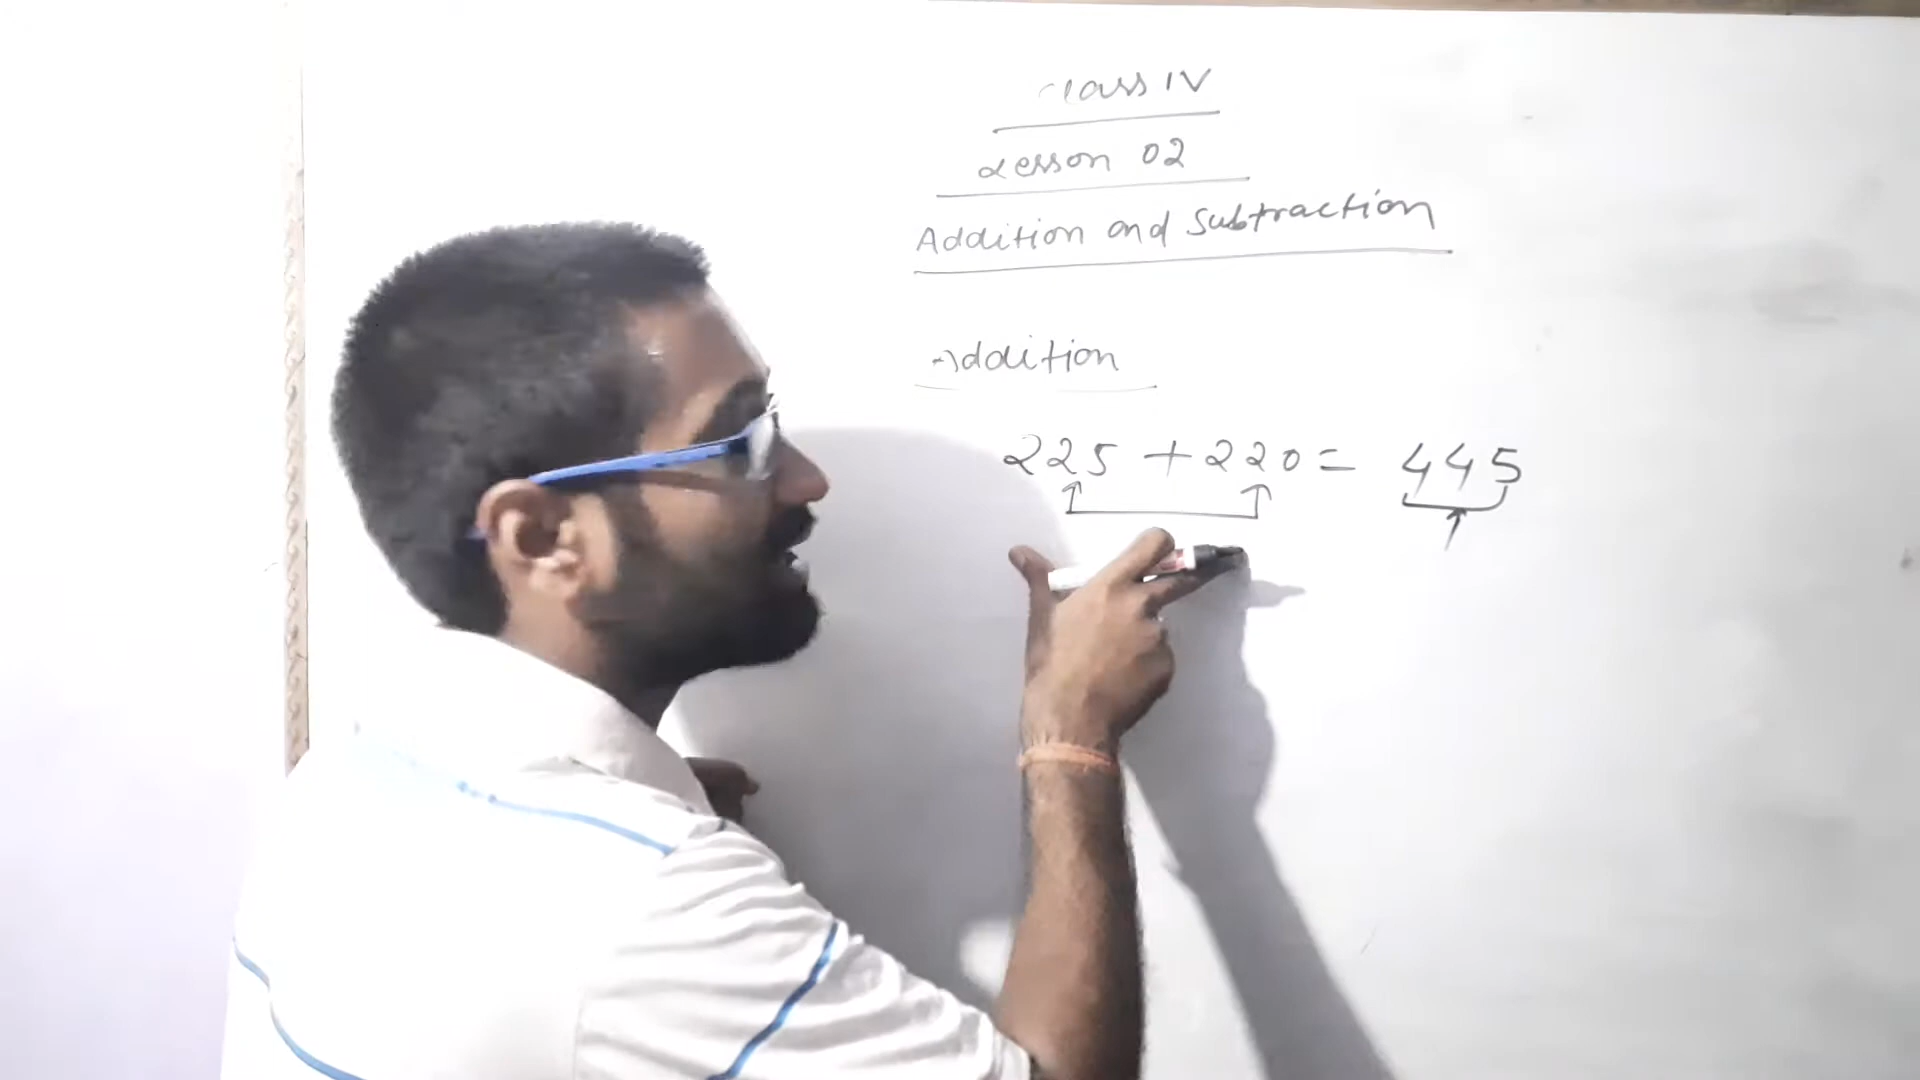 Class IV
Lesson 02
Addition and Subtraction
Addition
225 + 220 = 445